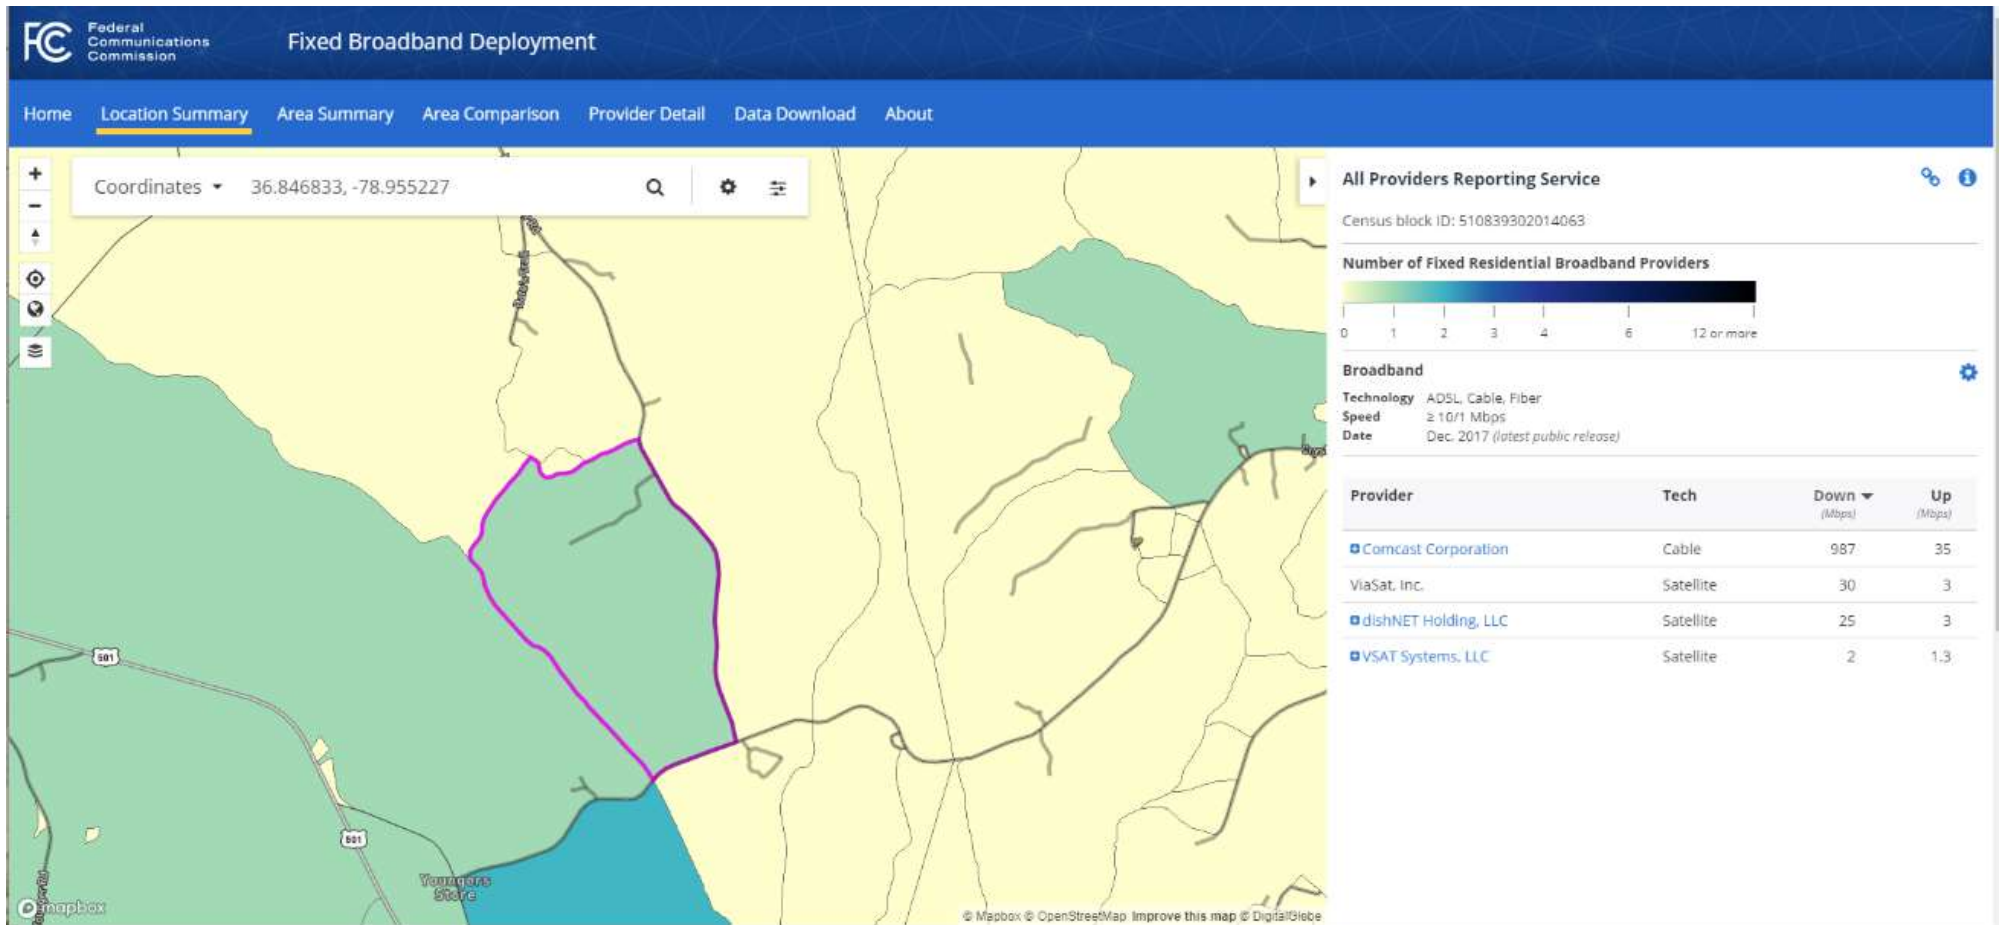 FCC
Federal
Communications
Commission
Fixed Broadband Deployment
Home Location Summary Area Summary Area Comparison Provider Detail Data Download About
Coordinates 36.846833, -78.955227
501
501
Youngers
Store
mapbox
© Mapbox © OpenStreetMap Improve this map © DigitalGlobe
All Providers Reporting Service
Census block ID: 510839302014063
Number of Fixed Residential Broadband Providers
0 1 2 3 4 6 12 or more
Broadband
Technology ADSL, Cable, Fiber
Speed ≥ 10/1 Mbps
Date Dec. 2017 (latest public release)
Provider Tech Down Up
(Mbps) (Mbps)
Comcast Corporation Cable 987 35
ViaSat, Inc. Satellite 30 3
dishNET Holding, LLC Satellite 25 3
VSAT Systems, LLC Satellite 2 1.3